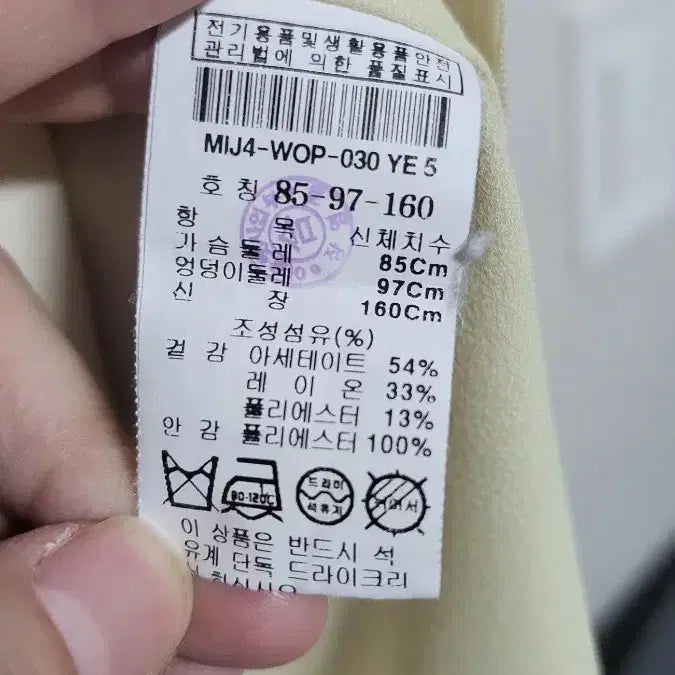 전기용품및생활용품안전
관리법에 의한 품질표시
MIJ4-WOP-030 YE 5
호 칭 85-97-160
항 목 신체치수
가슴둘레 85Cm
엉덩이둘레 97Cm
신 장 160Cm
조성섬유(%)
겉 감 아세테이트 54%
레 이 온 33%
폴리에스터 13%
안 감 폴리에스터 100%
80-120℃ 드라이
석유계
이 상품은 반드시 석
유계 단독 드라이크리